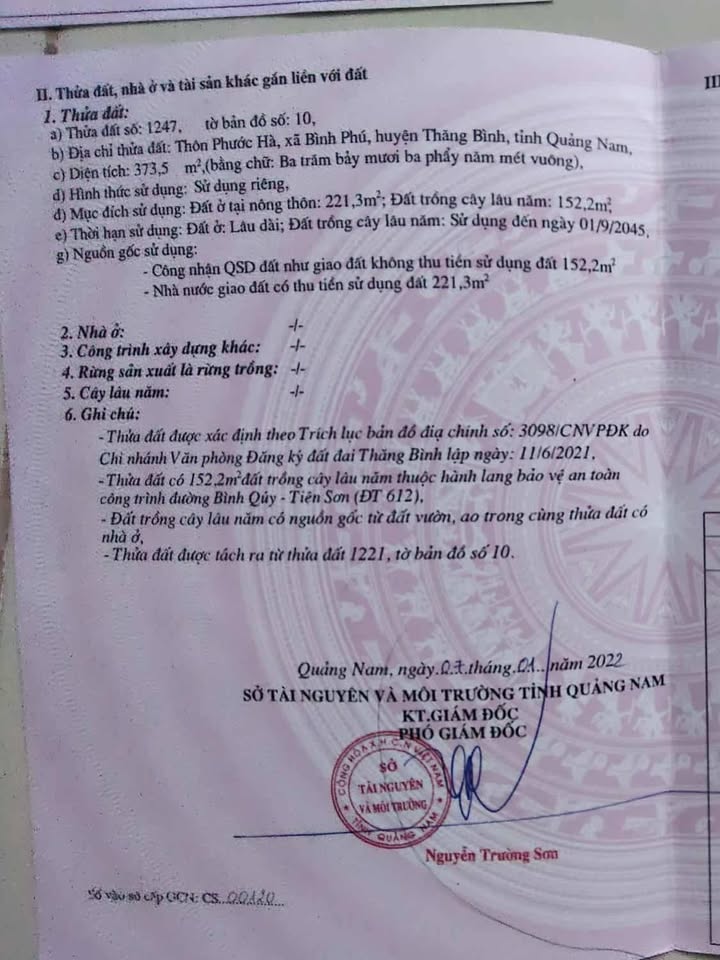 II. Thửa đất, nhà ở và tài sản khác gắn liền với đất
1. Thửa đất:
a) Thửa đất số: 1247, tờ bản đồ số: 10,
b) Địa chỉ thửa đất: Thôn Phước Hà, xã Bình Phú, huyện Thăng Bình, tỉnh Quảng Nam,
c) Diện tích: 373,5 m²,(bằng chữ: Ba trăm bảy mươi ba phẩy năm mét vuông),
d) Hình thức sử dụng: Sử dụng riêng,
đ) Mục đích sử dụng: Đất ở tại nông thôn: 221,3m²; Đất trồng cây lâu năm: 152,2m²,
e) Thời hạn sử dụng: Đất ở: Lâu dài; Đất trồng cây lâu năm: Sử dụng đến ngày 01/9/2045,
g) Nguồn gốc sử dụng:
- Công nhận QSD đất như giao đất không thu tiền sử dụng đất 152,2m²
- Nhà nước giao đất có thu tiền sử dụng đất 221,3m²
2. Nhà ở: -/-
3. Công trình xây dựng khác: -/-
4. Rừng sản xuất là rừng trồng: -/-
5. Cây lâu năm: -/-
6. Ghi chú:
- Thửa đất được xác định theo Trích lục bản đồ địa chính số: 3098/CNVPĐK do
Chi nhánh Văn phòng Đăng ký đất đai Thăng Bình lập ngày: 11/6/2021,
- Thửa đất có 152,2m²đất trồng cây lâu năm thuộc hành lang bảo vệ an toàn
công trình đường Bình Qúy - Tiên Sơn (ĐT 612),
- Đất trồng cây lâu năm có nguồn gốc từ đất vườn, ao trong cùng thửa đất có
nhà ở,
- Thửa đất được tách ra từ thửa đất 1221, tờ bản đồ số 10.
Quảng Nam, ngày.07.tháng.01..năm 2022
SỞ TÀI NGUYÊN VÀ MÔI TRƯỜNG TỈNH QUẢNG NAM
KT.GIÁM ĐỐC
PHÓ GIÁM ĐỐC
CỘNG HÒA X.H.C.N VIỆT NAM
SỞ
TÀI NGUYÊN
VÀ MÔI TRƯỜNG
TỈNH QUẢNG NAM
Nguyễn Trường Sơn
Số vào sổ cấp GCN: CS..00120...
III